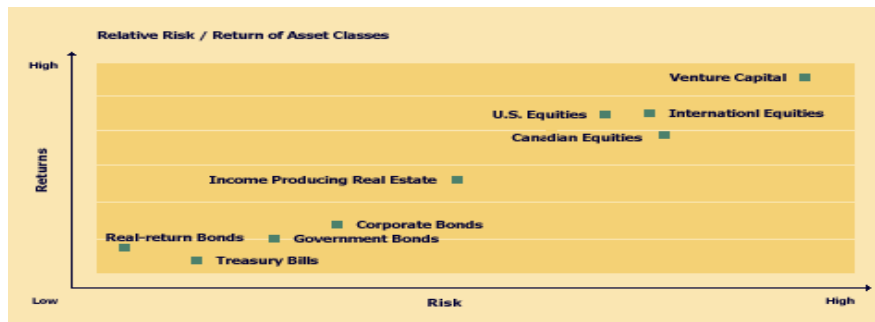 Relative Risk / Return of Asset Classes
High
Venture Capital
U.S. Equities
Internationl Equities
Canadian Equities
Returns
Income Producing Real Estate
Corporate Bonds
Real-return Bonds
Government Bonds
Treasury Bills
Low
Risk
High